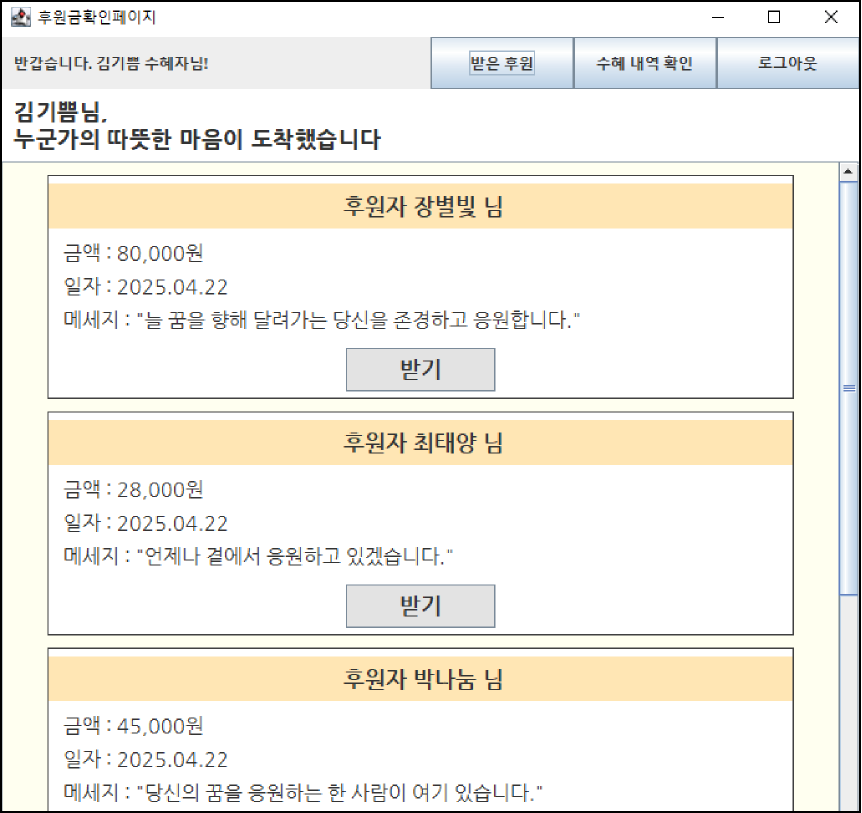 후원금확인페이지
반갑습니다. 김기쁨 수혜자님!
받은 후원
수혜 내역 확인
로그아웃
김기쁨님,
누군가의 따뜻한 마음이 도착했습니다
후원자 장별빛 님
금액 : 80,000원
일자 : 2025.04.22
메세지 : "늘 꿈을 향해 달려가는 당신을 존경하고 응원합니다."
받기
후원자 최태양 님
금액 : 28,000원
일자 : 2025.04.22
메세지 : "언제나 곁에서 응원하고 있겠습니다."
받기
후원자 박나눔 님
금액 : 45,000원
일자 : 2025.04.22
메세지 : "당신의 꿈을 응원하는 한 사람이 여기 있습니다."